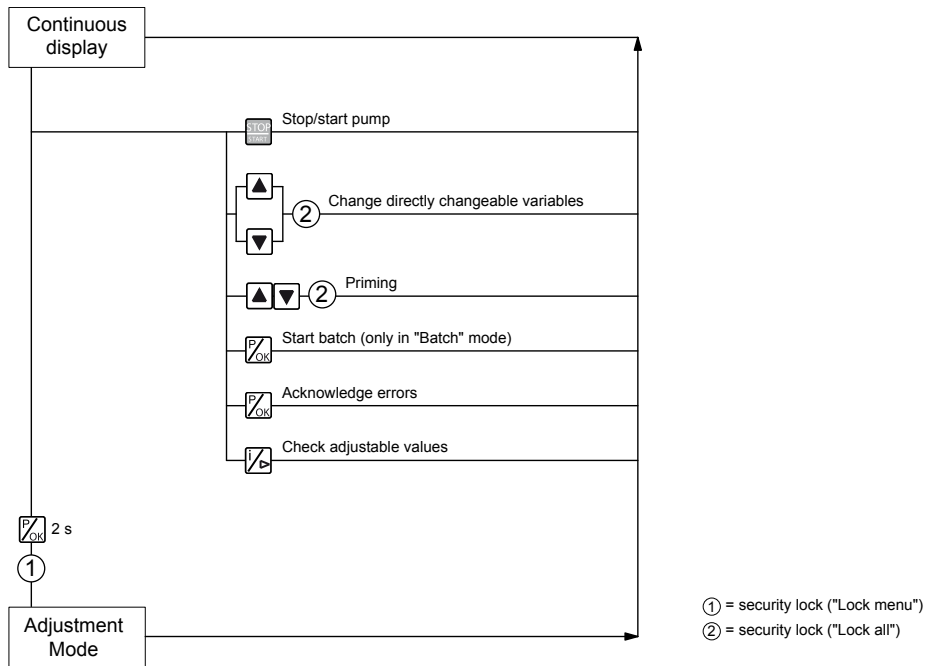 Continuous
display
STOP
START
Stop/start pump
2
Change directly changeable variables
2
Priming
P/OK
Start batch (only in "Batch" mode)
P/OK
Acknowledge errors
i/
Check adjustable values
P/OK 2 s
1
Adjustment
Mode
1 = security lock ("Lock menu")
2 = security lock ("Lock all")